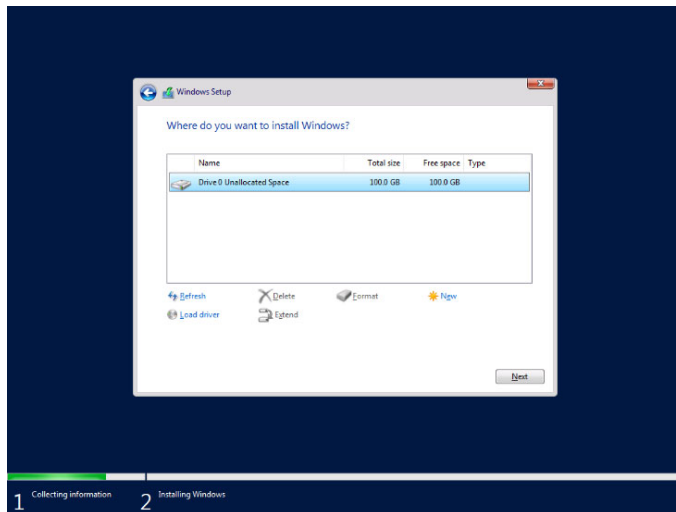 Windows Setup
Where do you want to install Windows?
Name Total size Free space Type
Drive 0 Unallocated Space 100.0 GB 100.0 GB
Refresh Delete Format New
Load driver Extend
Next
1 Collecting information 2 Installing Windows